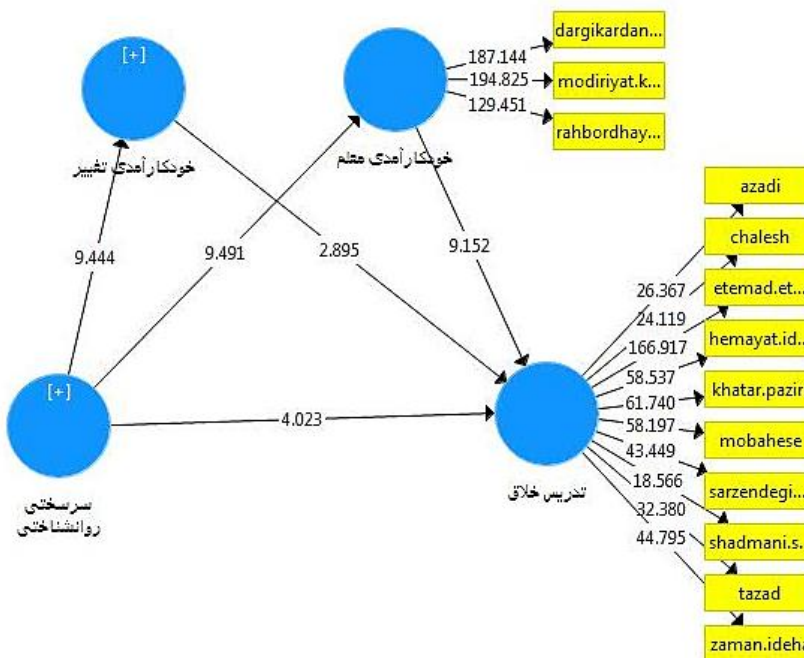 dargikardan...
[+]
187.144
194.825
modiriyat.k...
129.451
rahbordhay...
خودکارآمدی تغییر
خودکارآمدی معلم
azadi
chalesh
9.444
9.491
2.895
9.152
etemad.et...
26.367
24.119
hemayat.id...
166.917
58.537
khatar.pazir
[+]
61.740
4.023
58.197
mobahese
43.449
sarzendegi...
18.566
تدریس خلاق
سرسختی
روانشناختی
32.380
shadmani.s...
44.795
tazad
zaman.ideha